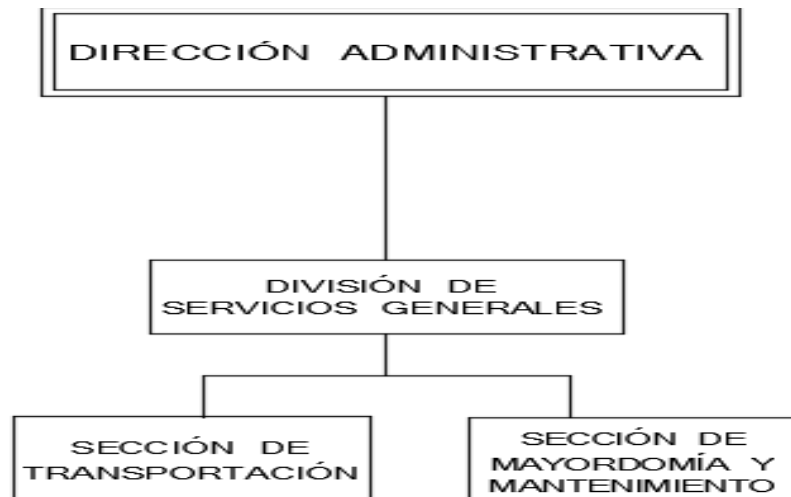 DIRECCIÓN ADMINISTRATIVA
DIVISIÓN DE
SERVICIOS GENERALES
SECCIÓN DE
TRANSPORTACIÓN
SECCIÓN DE
MAYORDOMÍA Y
MANTENIMIENTO